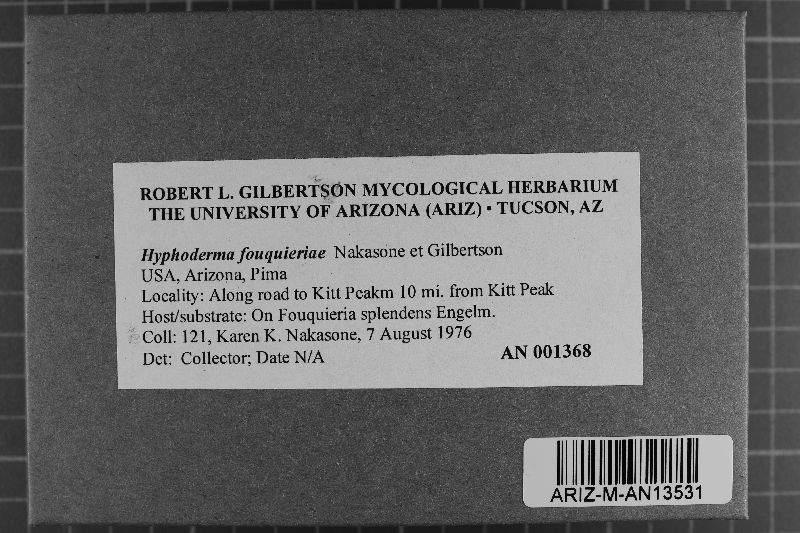 ROBERT L. GILBERTSON MYCOLOGICAL HERBARIUM
THE UNIVERSITY OF ARIZONA (ARIZ) • TUCSON, AZ
Hyphoderma fouquieriae Nakasone et Gilbertson
USA, Arizona, Pima
Locality: Along road to Kitt Peakm 10 mi. from Kitt Peak
Host/substrate: On Fouquieria splendens Engelm.
Coll: 121, Karen K. Nakasone, 7 August 1976
Det: Collector; Date N/A
AN 001368
ARIZ-M-AN13531